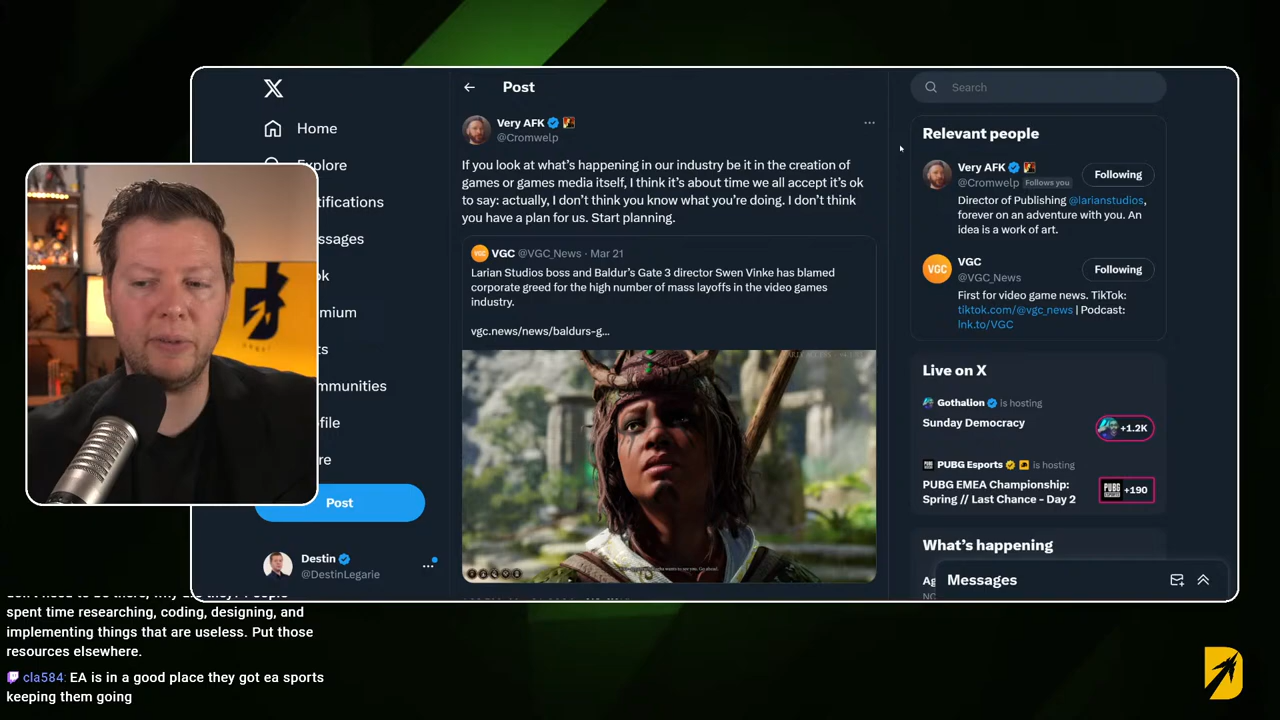 Post
Search
Very AFK
@Cromwelp
If you look at what's happening in our industry be it in the creation of
games or games media itself, I think it's about time we all accept it's ok
to say: actually, I don't think you know what you're doing. I don't think
you have a plan for us. Start planning.
VGC @VGC_News · Mar 21
Larian Studios boss and Baldur's Gate 3 director Swen Vinke has blamed
corporate greed for the high number of mass layoffs in the video games
industry.
vgc.news/news/baldurs-g...
Home
Explore
tifications
ssages
k
emium
ts
mmunities
file
re
Post
Destin
@DestinLegarie
Relevant people
Very AFK
@Cromwelp Follows you
Following
Director of Publishing @larianstudios,
forever on an adventure with you. An
idea is a work of art.
VGC
@VGC_News
Following
First for video game news. TikTok:
tiktok.com/@vgc_news | Podcast:
lnk.to/VGC
Live on X
Gothalion is hosting
Sunday Democracy
+1.2K
PUBG Esports is hosting
PUBG EMEA Championship:
Spring // Last Chance - Day 2
PUBG
+190
What's happening
Messages
spent time researching, coding, designing, and
implementing things that are useless. Put those
resources elsewhere.
cla584: EA is in a good place they got ea sports
keeping them going